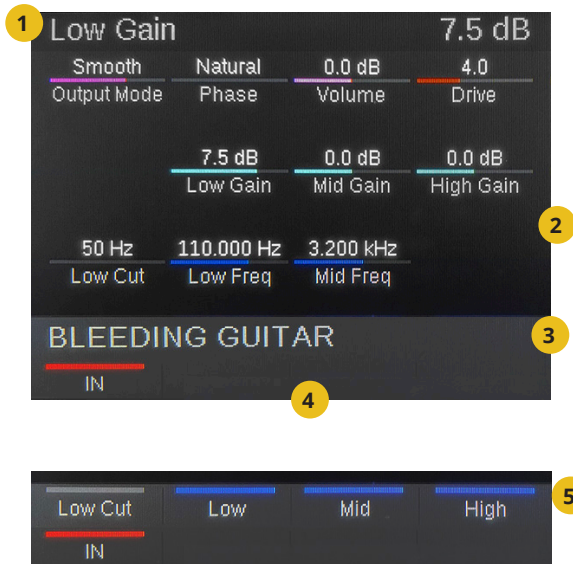 1
Low Gain 7.5 dB
Smooth Natural 0.0 dB 4.0
Output Mode Phase Volume Drive
7.5 dB 0.0 dB 0.0 dB
Low Gain Mid Gain High Gain
2
50 Hz 110.000 Hz 3.200 kHz
Low Cut Low Freq Mid Freq
BLEEDING GUITAR
3
IN
4
Low Cut Low Mid High
5
IN